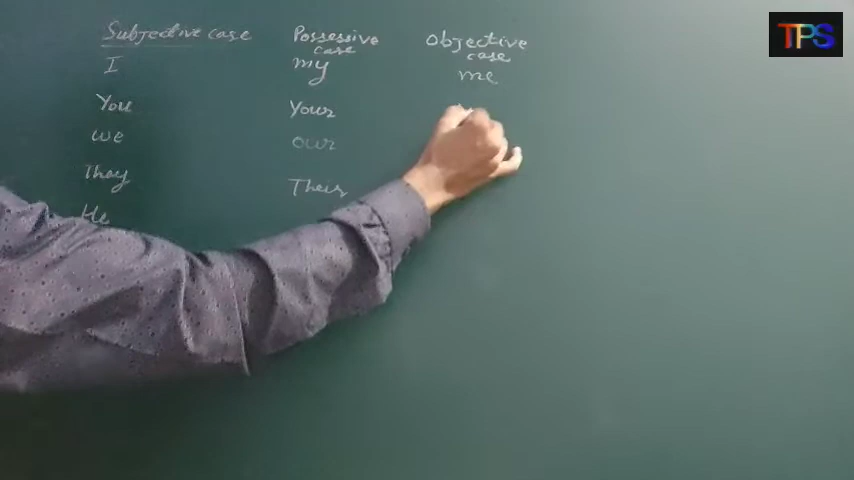 TPS
Subjective case Possessive case Objective case
I my me
You Your
we our
They Their
He